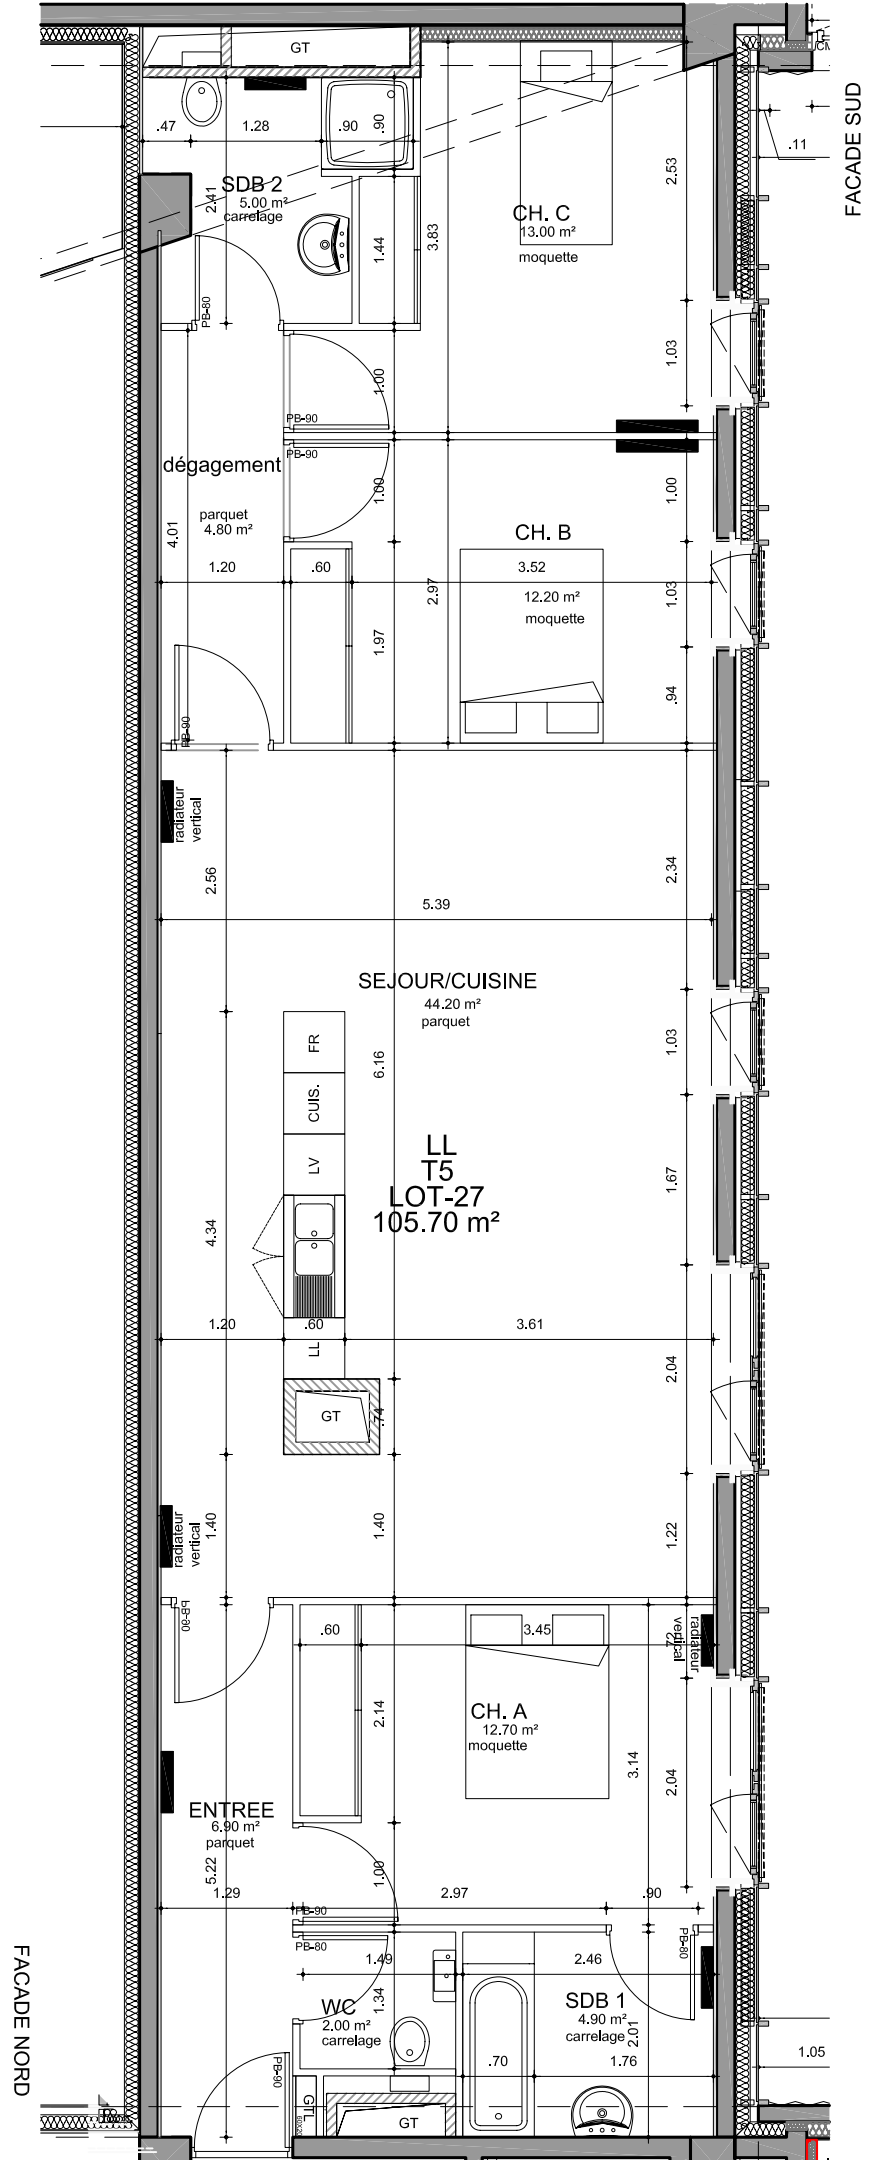 GT
CM
FACADE SUD
.47
1.28
.90
.90
.11
2.53
SDB 2
5.00 m²
carrelage
2.41
1.44
3.83
CH. C
13.00 m²
moquette
PB-80
1.03
1.00
PB-90
PB-90
dégagement
parquet
4.80 m²
4.01
1.00
1.00
CH. B
1.20
.60
3.52
12.20 m²
moquette
2.97
1.03
1.97
.94
PB-90
radiateur
vertical
2.56
2.34
5.39
SEJOUR/CUISINE
44.20 m²
parquet
FR
6.16
1.03
CUIS.
LV
LL
T5
LOT-27
105.70 m²
1.67
4.34
1.20
.60
3.61
LL
2.04
GT
.74
radiateur
vertical
1.40
1.40
1.22
PB-90
.60
3.45
.72
radiateur
vertical
2.14
CH. A
12.70 m²
moquette
3.14
2.04
ENTREE
6.90 m²
parquet
5.22
1.00
1.29
2.97
.90
PB-90
PB-80
PB-80
1.49
2.46
FACADE NORD
WC
2.00 m²
carrelage
1.34
SDB 1
4.90 m²
carrelage
2.01
PB-90
.70
1.76
1.05
GTL
60X20
GT